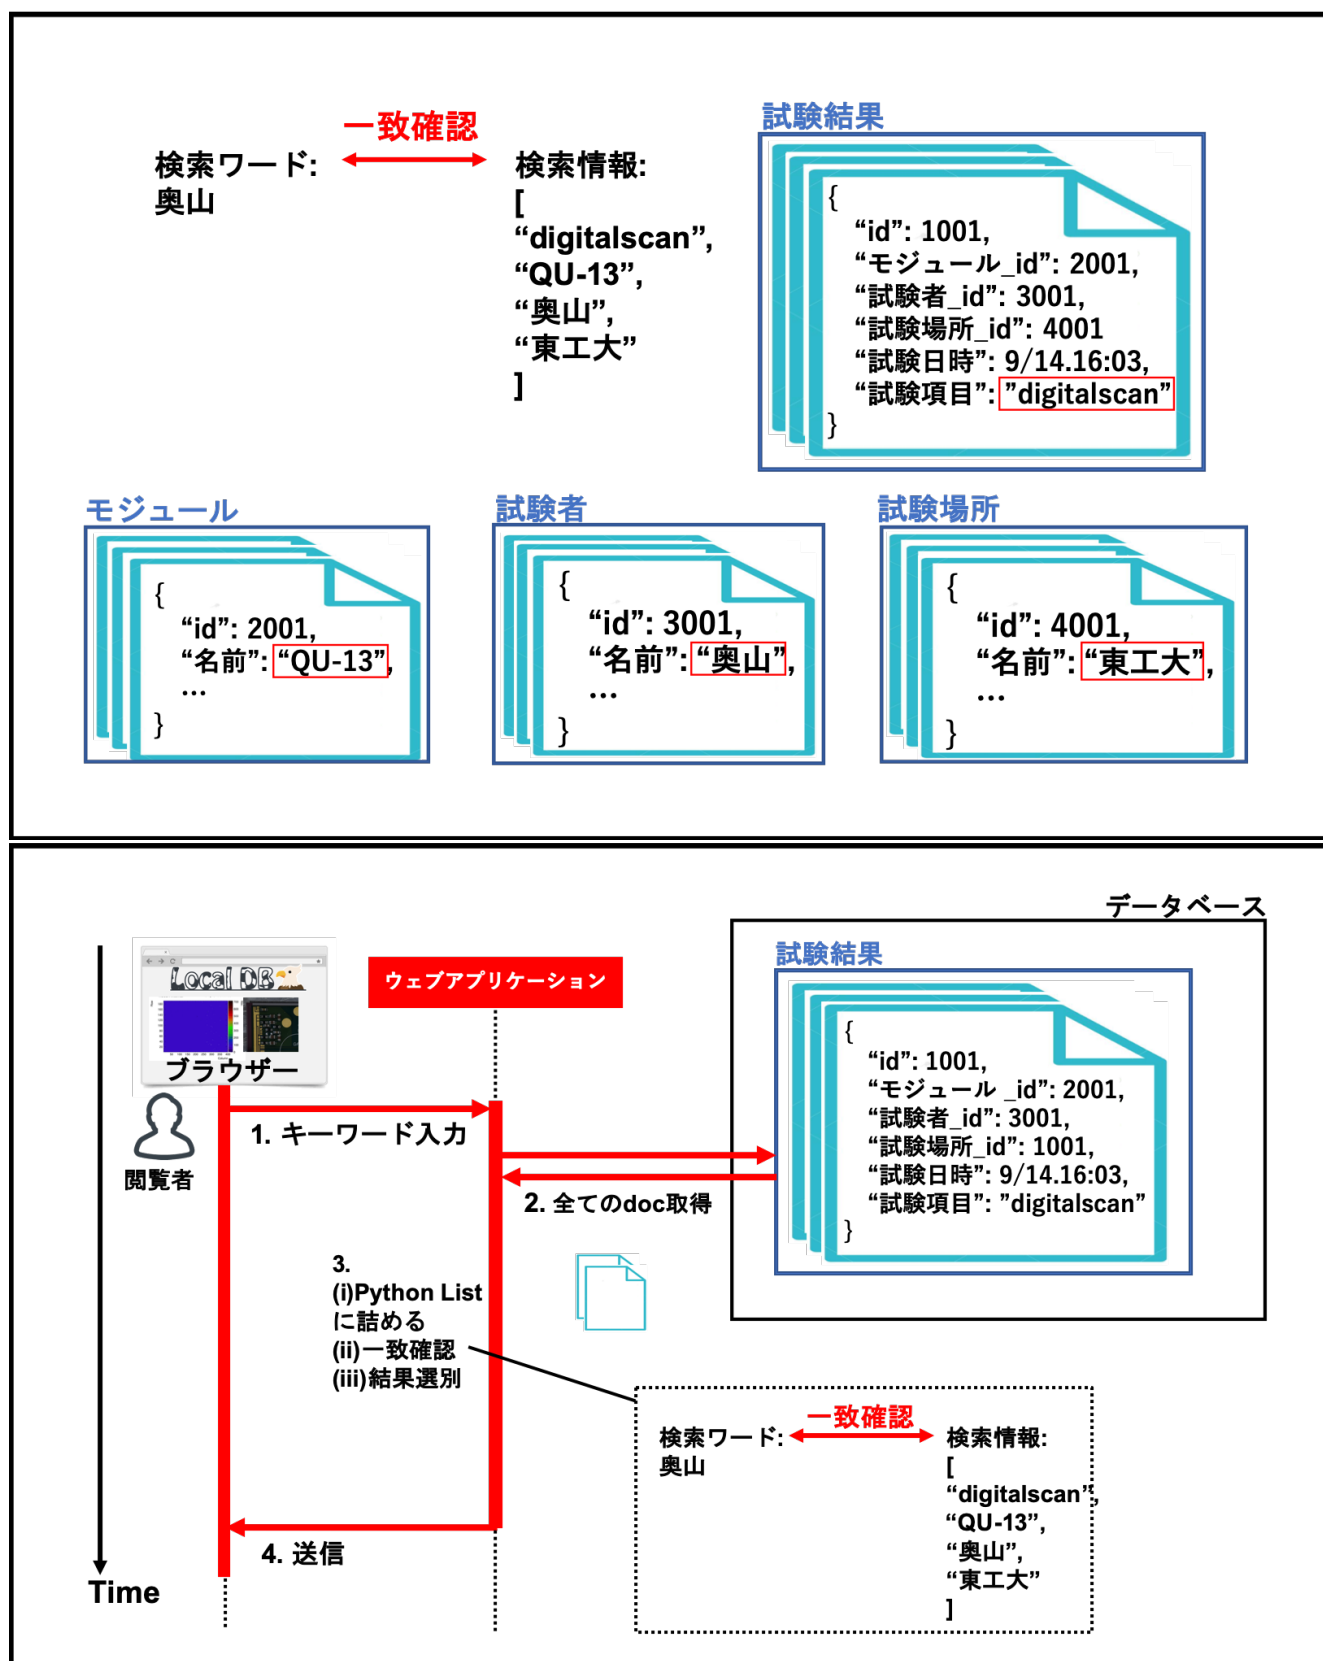 一致確認
検索ワード:
奥山
検索情報:
[
“digitalscan”,
“QU-13”,
“奥山”,
“東工大”
]
試験結果
{
“id”: 1001,
“モジュール_id”: 2001,
“試験者_id”: 3001,
“試験場所_id”: 4001
“試験日時”: 9/14.16:03,
“試験項目”: ”digitalscan”
}
モジュール
{
“id”: 2001,
“名前”: “QU-13”,
…
}
試験者
{
“id”: 3001,
“名前”: “奥山”,
…
}
試験場所
{
“id”: 4001,
“名前”: “東工大”,
…
}
データベース
試験結果
{
“id”: 1001,
“モジュール _id”: 2001,
“試験者_id”: 3001,
“試験場所_id”: 1001,
“試験日時”: 9/14.16:03,
“試験項目”: ”digitalscan”
}
Local DB
ブラウザー
ウェブアプリケーション
閲覧者
1. キーワード入力
2. 全てのdoc取得
3.
(i)Python List
に詰める
(ii)一致確認
(iii)結果選別
一致確認
検索ワード:
奥山
検索情報:
[
“digitalscan”,
“QU-13”,
“奥山”,
“東工大”
]
4. 送信
Time